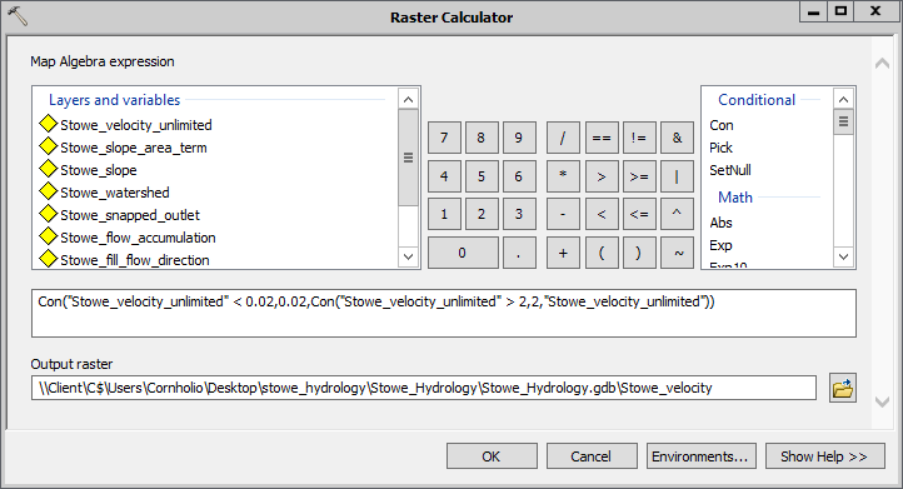 Raster Calculator
Map Algebra expression
Layers and variables
Stowe_velocity_unlimited
Stowe_slope_area_term
Stowe_slope
Stowe_watershed
Stowe_snapped_outlet
Stowe_flow_accumulation
Stowe_fill_flow_direction
7 8 9 / == != &
4 5 6 * > >= |
1 2 3 - < <= ^
0 . + ( ) ~
Conditional
Con
Pick
SetNull
Math
Abs
Exp
Exp10
Con("Stowe_velocity_unlimited" < 0.02,0.02,Con("Stowe_velocity_unlimited" > 2,2,"Stowe_velocity_unlimited"))
Output raster
\\Client\C$\Users\Cornholio\Desktop\stowe_hydrology\Stowe_Hydrology\Stowe_Hydrology.gdb\Stowe_velocity
OK Cancel Environments... Show Help >>